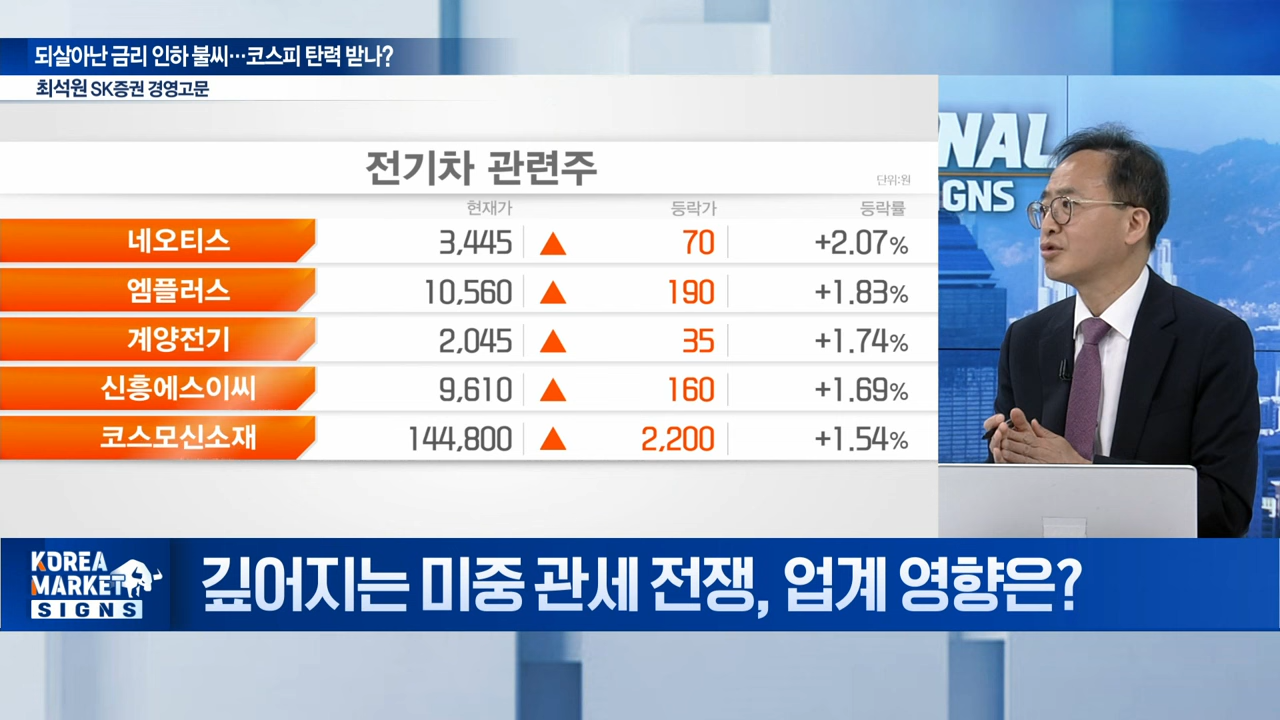 되살아난 금리 인하 불씨…코스피 탄력 받나?
최석원 SK증권 경영고문
전기차 관련주
단위:원
현재가 등락가 등락률
네오티스 3,445 ▲ 70 +2.07%
엠플러스 10,560 ▲ 190 +1.83%
계양전기 2,045 ▲ 35 +1.74%
신흥에스이씨 9,610 ▲ 160 +1.69%
코스모신소재 144,800 ▲ 2,200 +1.54%
NAL
GNS
KOREA
MARKET
SIGNS
깊어지는 미중 관세 전쟁, 업계 영향은?